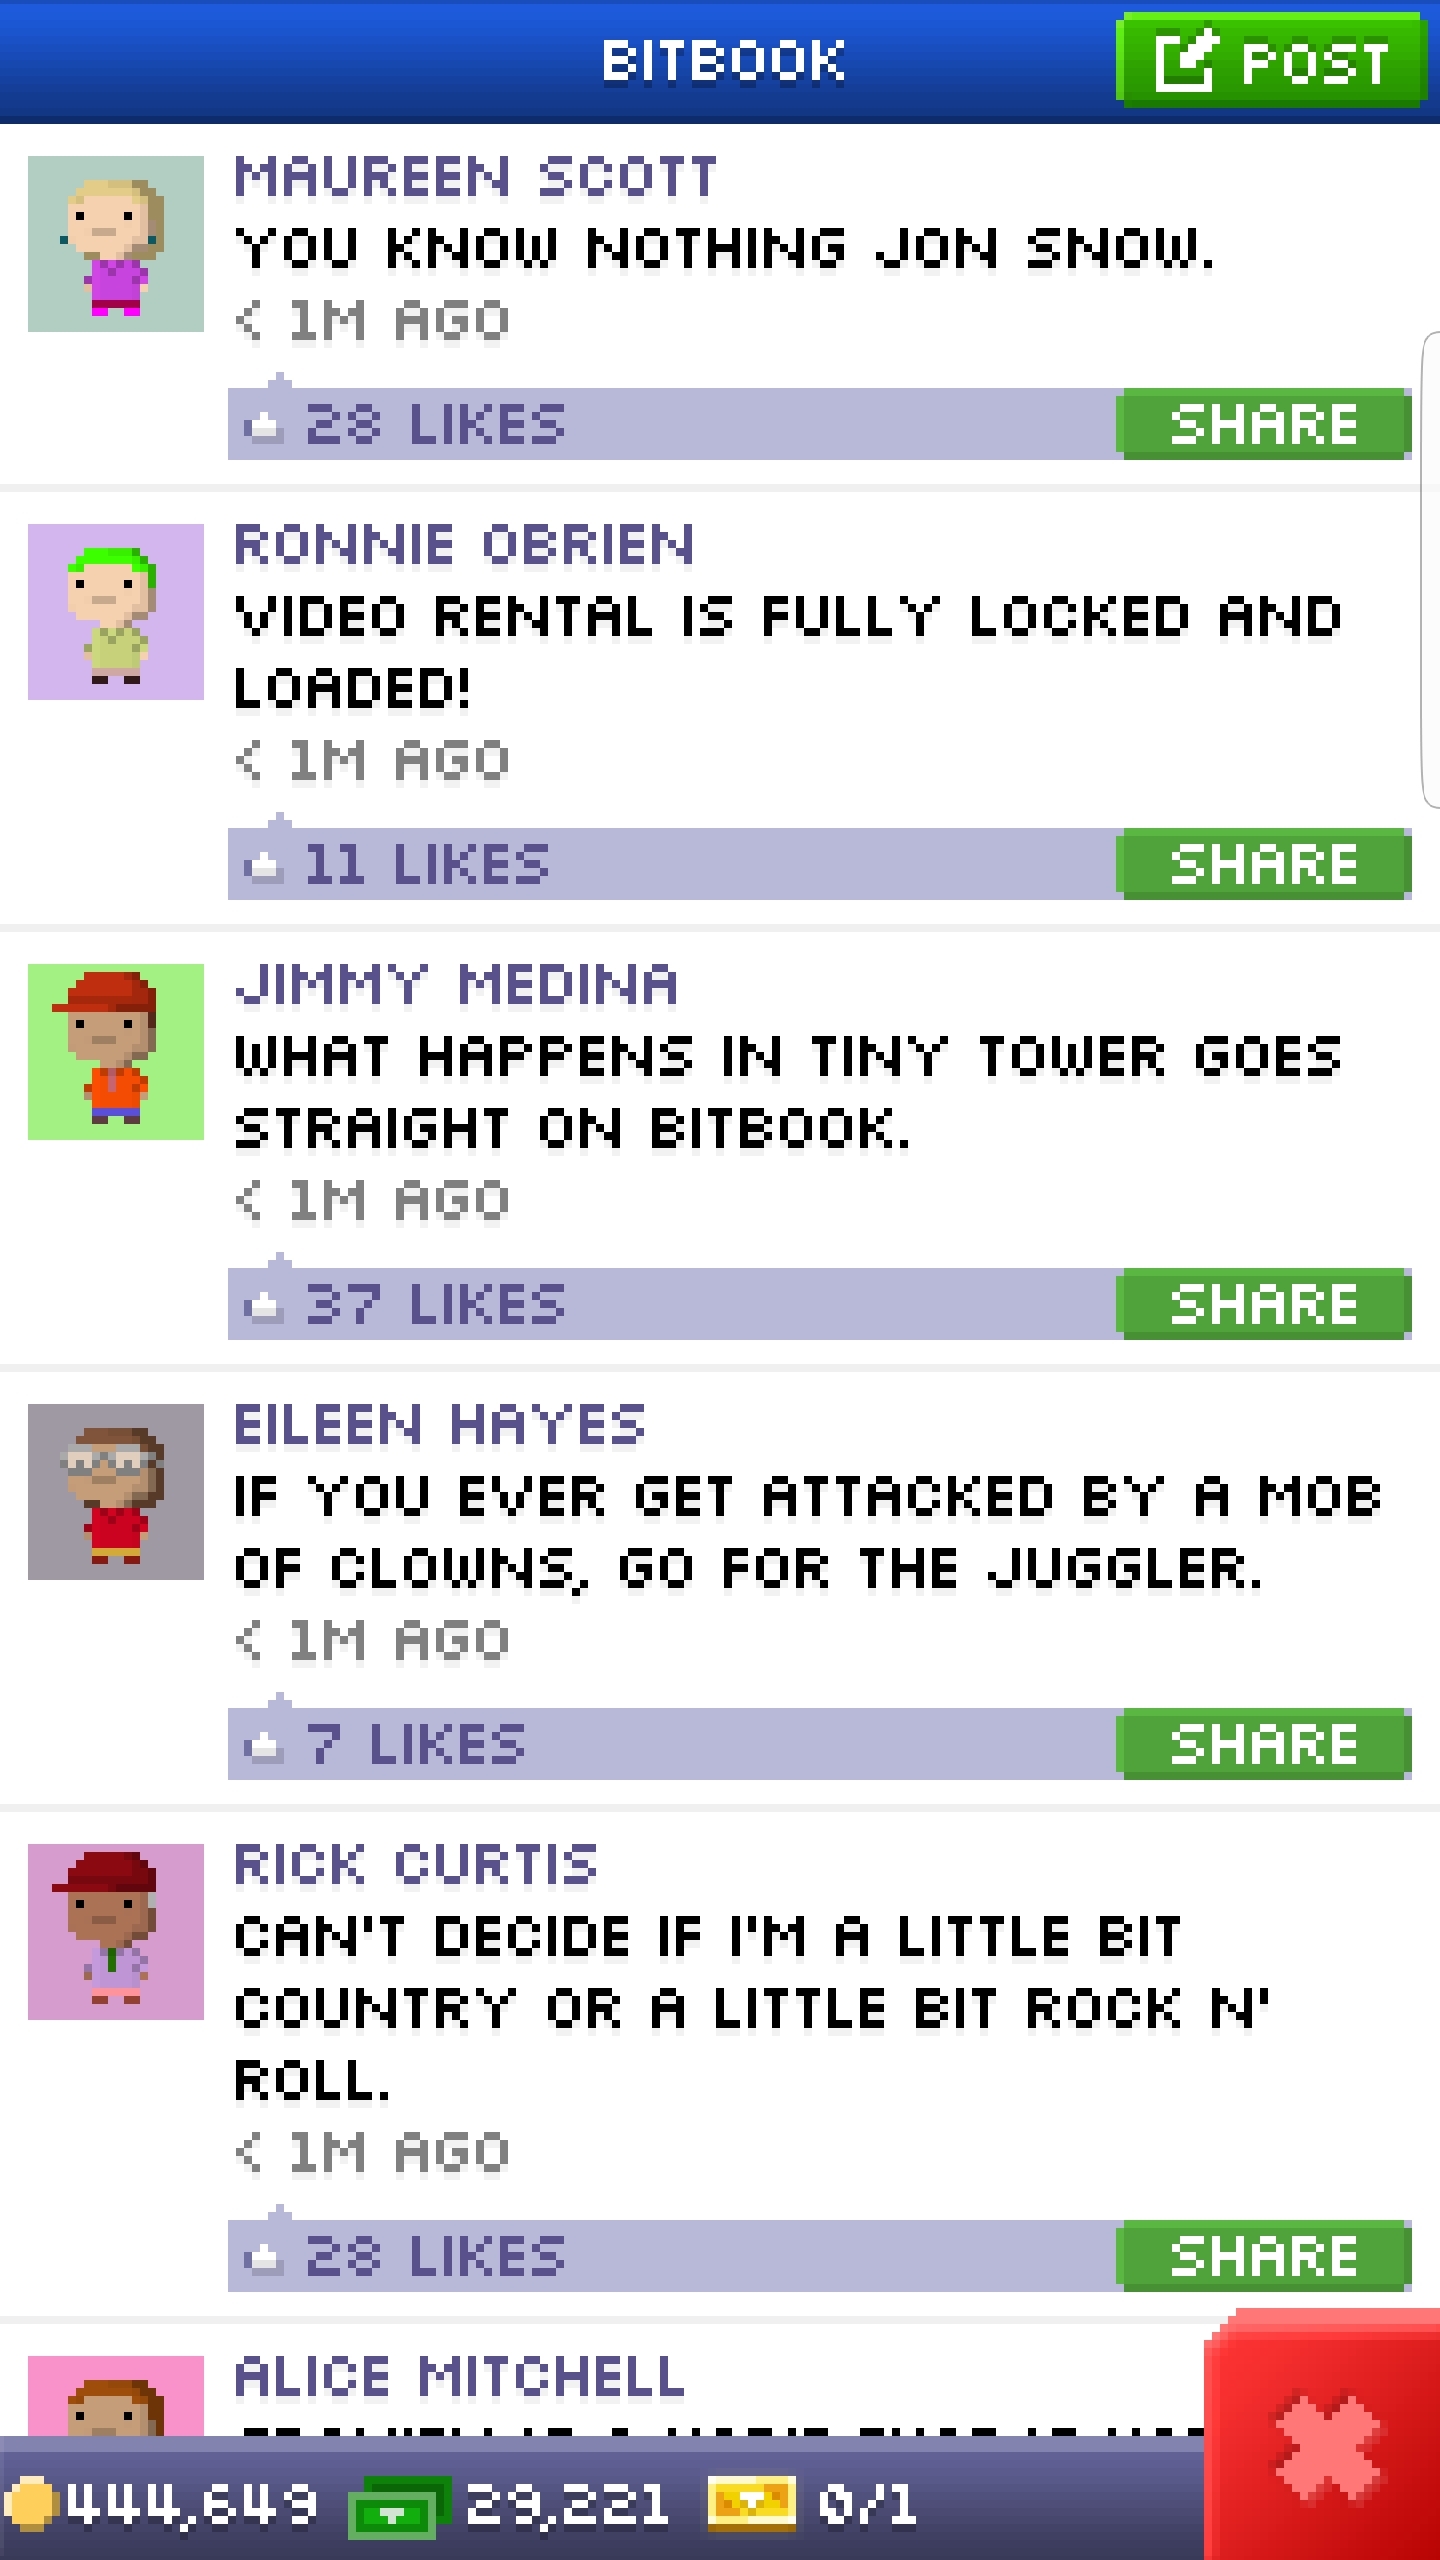 BITBOOK
POST
MAUREEN SCOTT
YOU KNOW NOTHING JON SNOW.
< 1M AGO
28 LIKES
SHARE
RONNIE OBRIEN
VIDEO RENTAL IS FULLY LOCKED AND
LOADED!
< 1M AGO
11 LIKES
SHARE
JIMMY MEDINA
WHAT HAPPENS IN TINY TOWER GOES
STRAIGHT ON BITBOOK.
< 1M AGO
37 LIKES
SHARE
EILEEN HAYES
IF YOU EVER GET ATTACKED BY A MOB
OF CLOWNS, GO FOR THE JUGGLER.
< 1M AGO
7 LIKES
SHARE
RICK CURTIS
CAN'T DECIDE IF I'M A LITTLE BIT
COUNTRY OR A LITTLE BIT ROCK N'
ROLL.
< 1M AGO
28 LIKES
SHARE
ALICE MITCHELL
444,649 29,221 0/1